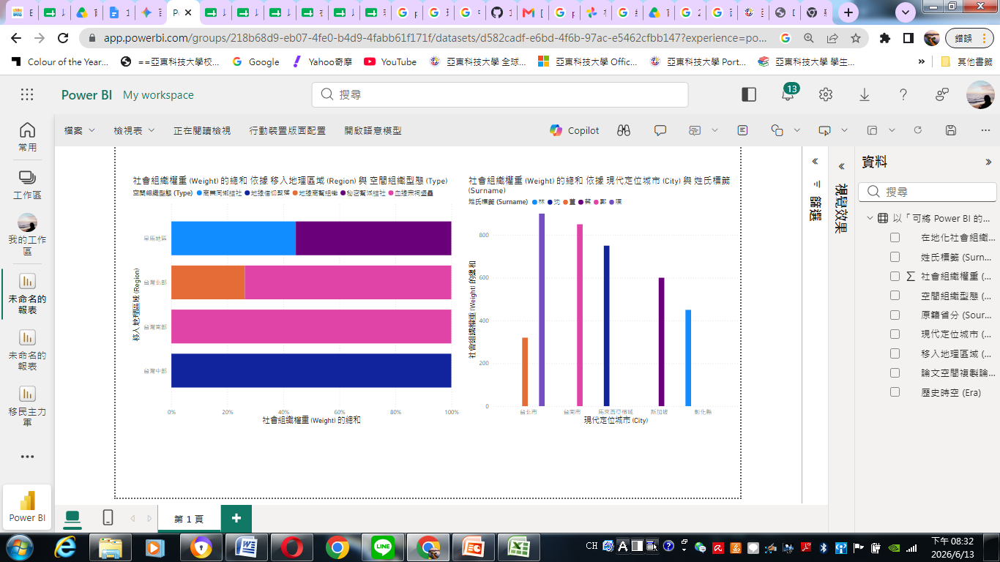 app.powerbi.com/groups/218b68d9-eb07-4fe0-b4d9-4fabb61f171f/datasets/d582cadf-e6bd-4f6b-97ac-e5462cfbb147?experience=po...
錯誤
Colour of the Year...
==亞東科技大學校...
Google
Yahoo奇摩
YouTube
亞東科技大學 全球...
亞東科技大學 Offic...
亞東科技大學 Port...
亞東科技大學 學生...
»
其他書籤
Power BI My workspace
搜尋
13
檔案
檢視表
正在閱讀檢視
行動裝置版面配置
開啟語意模型
Copilot
常用
工作區
我的工作
區
未命名的
報表
未命名的
報表
移民主力
軍
Power BI
社會組織權重 (Weight) 的總和 依據 移入地理區域 (Region) 與 空間組織型態 (Type)
空間組織型態 (Type) 商業同鄉結社 地緣信仰聚落 地緣商幫組織 秘密幫派結社 血緣宗祠堡壘
移入地理區域 (Region)
星馬地區
台灣北部
台灣南部
台灣中部
0% 20% 40% 60% 80% 100%
社會組織權重 (Weight) 的總和
社會組織權重 (Weight) 的總和 依據 現代定位城市 (City) 與 姓氏標籤
(Surname)
姓氏標籤 (Surname) 林 沈 董 蔡 鄭 陳
社會組織權重 (Weight) 的總和
800
600
400
200
0
台北市 台南市 馬來西亞檳城 新加坡 彰化縣
現代定位城市 (City)
篩選
視覺效果
資料
搜尋
以「可將 Power BI 的...
在地化社會組織...
姓氏標籤 (Surn...
社會組織權重 (...
空間組織型態 (...
原籍省分 (Sour...
現代定位城市 (...
移入地理區域 (...
論文空間複製論...
歷史時空 (Era)
第 1 頁
CH
下午 08:32
2026/6/13